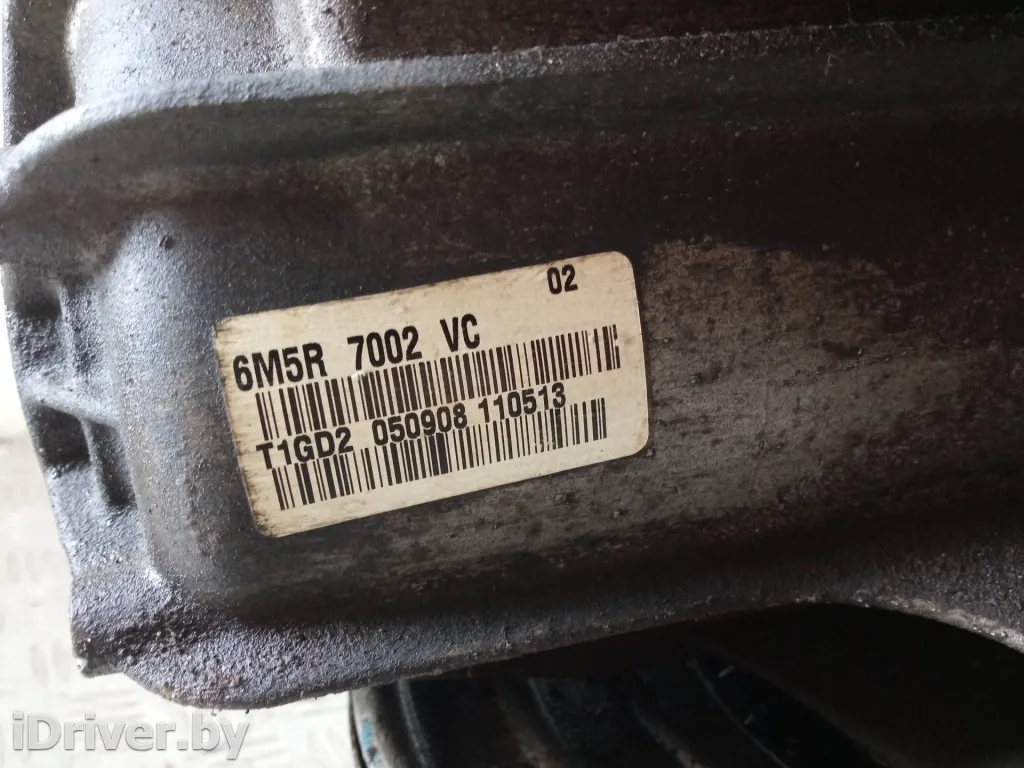 02
6M5R 7002 VC
T1GD2 050908 110513
iDriver.by